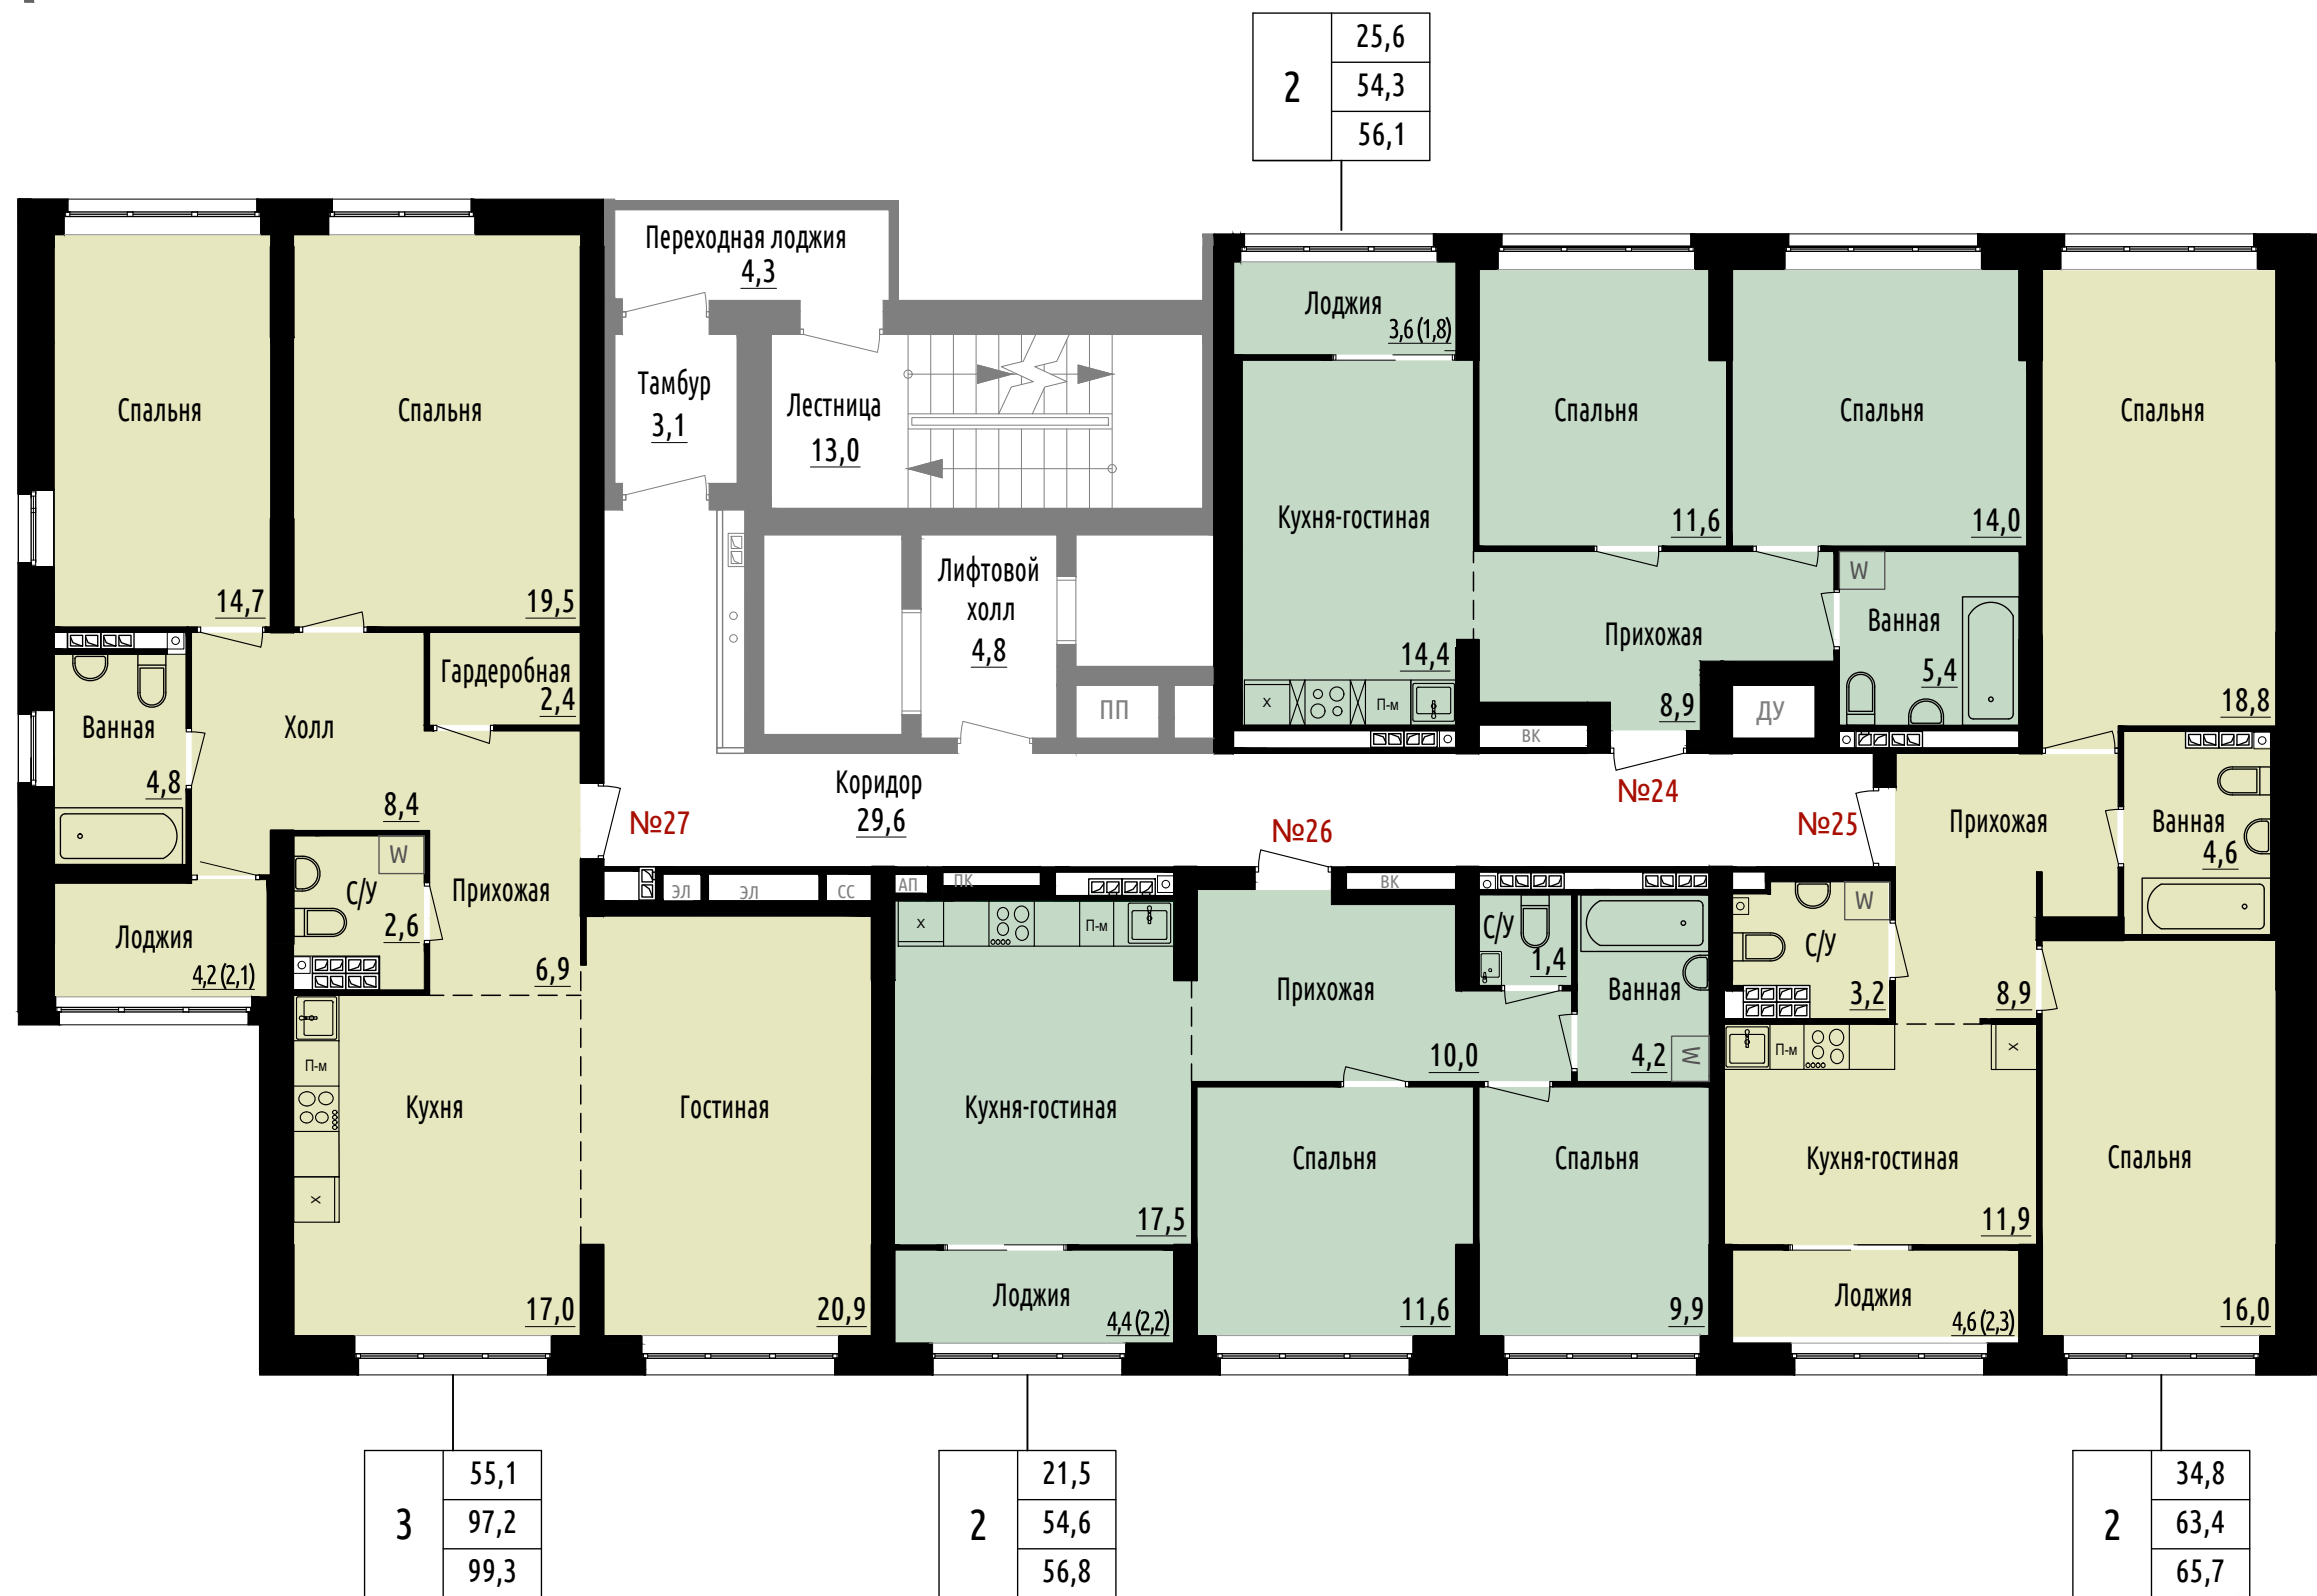 2
25,6
54,3
56,1
Переходная лоджия
4,3
Лоджия
3,6 (1,8)
Спальня
14,7
Спальня
19,5
Тамбур
3,1
Лестница
13,0
Спальня
11,6
Спальня
14,0
Спальня
18,8
Кухня-гостиная
14,4
Х
П-м
Лифтовой
холл
4,8
ПП
W
Ванная
5,4
Прихожая
8,9
ДУ
ВК
Гардеробная
2,4
Ванная
4,8
Холл
8,4
Коридор
29,6
№27
№26
№24
№25
Прихожая
8,9
Ванная
4,6
W
С/У
2,6
Прихожая
6,9
ЭЛ
ЭЛ
СС
АП
ПК
ВК
Лоджия
4,2 (2,1)
Х
П-м
Прихожая
10,0
С/У
1,4
Ванная
4,2
W
W
С/У
3,2
П-м
Кухня
17,0
Х
Гостиная
20,9
Кухня-гостиная
17,5
Спальня
11,6
Спальня
9,9
П-м
Х
Кухня-гостиная
11,9
Спальня
16,0
Лоджия
4,4 (2,2)
Лоджия
4,6 (2,3)
3
55,1
97,2
99,3
2
21,5
54,6
56,8
2
34,8
63,4
65,7